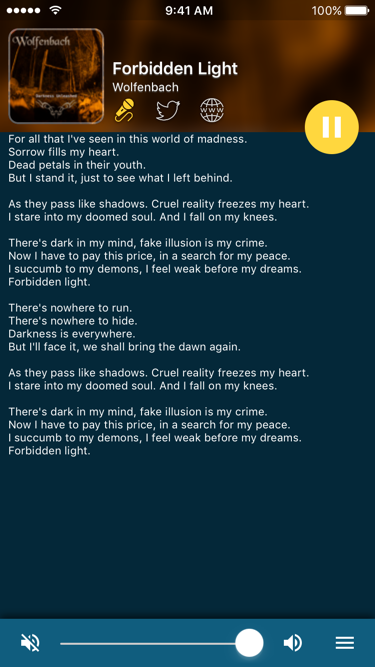 9:41 AM
100%
Wolfenbach
Forbidden Light
Wolfenbach
www
For all that I've seen in this world of madness.
Sorrow fills my heart.
Dead petals in their youth.
But I stand it, just to see what I left behind.
As they pass like shadows. Cruel reality freezes my heart.
I stare into my doomed soul. And I fall on my knees.
There's dark in my mind, fake illusion is my crime.
Now I have to pay this price, in a search for my peace.
I succumb to my demons, I feel weak before my dreams.
Forbidden light.
There's nowhere to run.
There's nowhere to hide.
Darkness is everywhere.
But I'll face it, we shall bring the dawn again.
As they pass like shadows. Cruel reality freezes my heart.
I stare into my doomed soul. And I fall on my knees.
There's dark in my mind, fake illusion is my crime.
Now I have to pay this price, in a search for my peace.
I succumb to my demons, I feel weak before my dreams.
Forbidden light.